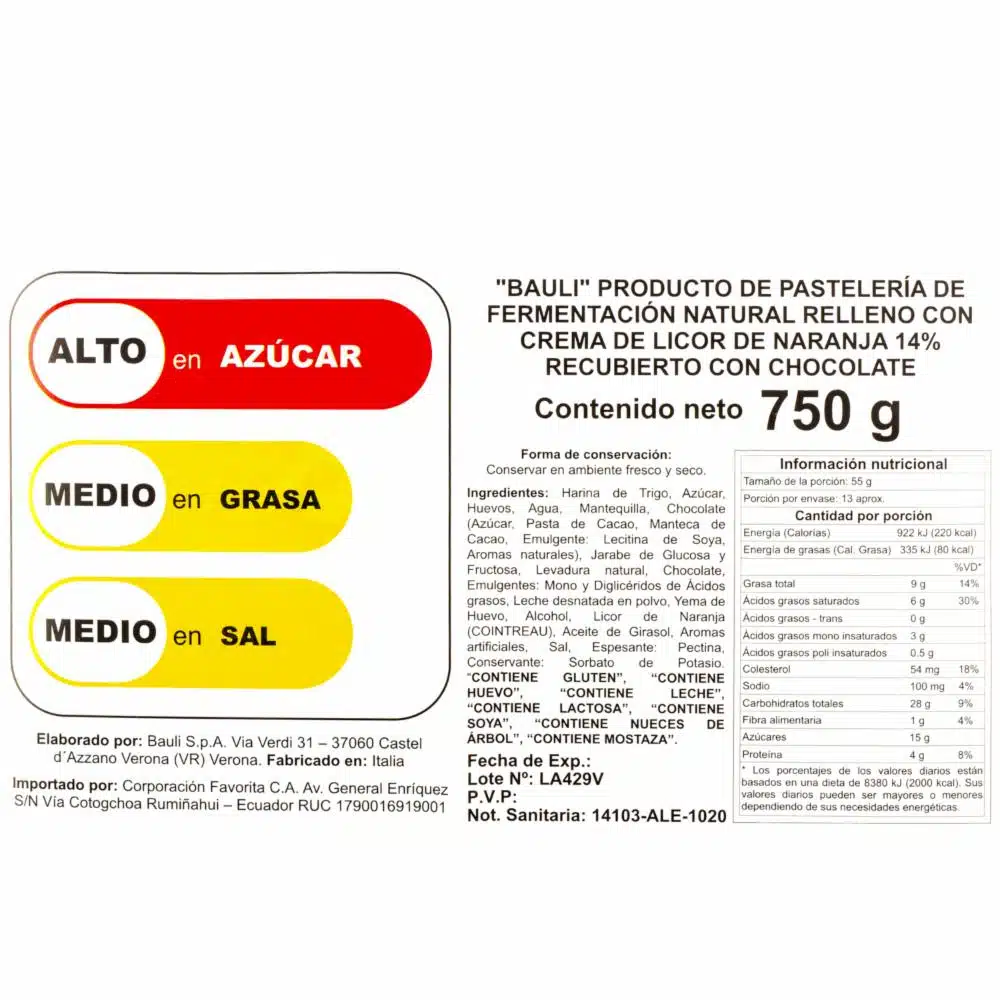 ALTO en AZÚCAR
MEDIO en GRASA
MEDIO en SAL
Elaborado por: Bauli S.p.A. Via Verdi 31 – 37060 Castel
d´Azzano Verona (VR) Verona. Fabricado en: Italia
Importado por: Corporación Favorita C.A. Av. General Enríquez
S/N Vía Cotogchoa Rumiñahui – Ecuador RUC 1790016919001
"BAULI" PRODUCTO DE PASTELERÍA DE
FERMENTACIÓN NATURAL RELLENO CON
CREMA DE LICOR DE NARANJA 14%
RECUBIERTO CON CHOCOLATE
Contenido neto 750 g
Forma de conservación:
Conservar en ambiente fresco y seco.
Ingredientes: Harina de Trigo, Azúcar,
Huevos, Agua, Mantequilla, Chocolate
(Azúcar, Pasta de Cacao, Manteca de
Cacao, Emulgente: Lecitina de Soya,
Aromas naturales), Jarabe de Glucosa y
Fructosa, Levadura natural, Chocolate,
Emulgentes: Mono y Diglicéridos de Ácidos
grasos, Leche desnatada en polvo, Yema de
Huevo, Alcohol, Licor de Naranja
(COINTREAU), Aceite de Girasol, Aromas
artificiales, Sal, Espesante: Pectina,
Conservante: Sorbato de Potasio.
"CONTIENE GLUTEN", "CONTIENE
HUEVO", "CONTIENE LECHE",
"CONTIENE LACTOSA", "CONTIENE
SOYA", "CONTIENE NUECES DE
ÁRBOL", "CONTIENE MOSTAZA".
Fecha de Exp.:
Lote Nº: LA429V
P.V.P:
Not. Sanitaria: 14103-ALE-1020
Información nutricional
Tamaño de la porción: 55 g
Porción por envase: 13 aprox.
Cantidad por porción
Energía (Calorías) 922 kJ (220 kcal)
Energía de grasas (Cal. Grasa) 335 kJ (80 kcal)
%VD*
Grasa total 9 g 14%
Ácidos grasos saturados 6 g 30%
Ácidos grasos - trans 0 g
Ácidos grasos mono insaturados 3 g
Ácidos grasos poli insaturados 0.5 g
Colesterol 54 mg 18%
Sodio 100 mg 4%
Carbohidratos totales 28 g 9%
Fibra alimentaria 1 g 4%
Azúcares 15 g
Proteína 4 g 8%
* Los porcentajes de los valores diarios están
basados en una dieta de 8380 kJ (2000 kcal). Sus
valores diarios pueden ser mayores o menores
dependiendo de sus necesidades energéticas.